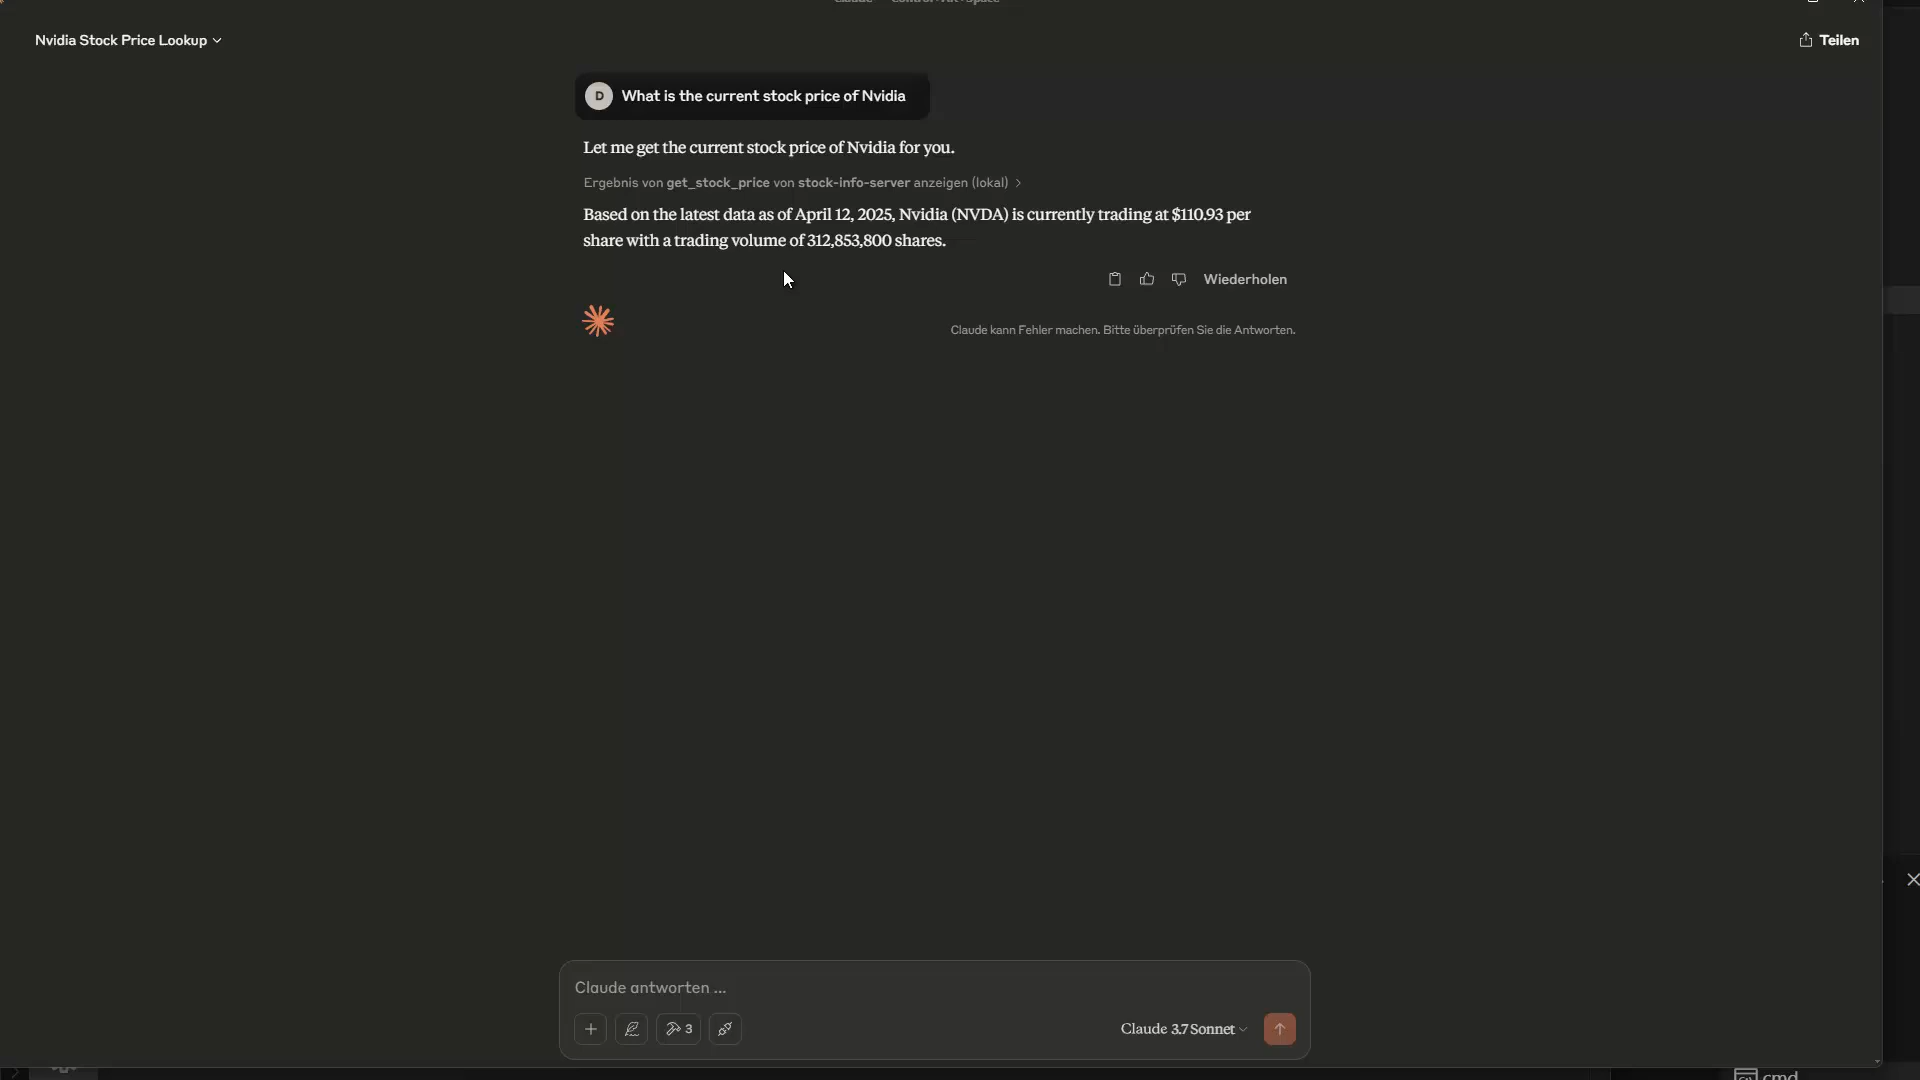 Nvidia Stock Price Lookup
Teilen
D
What is the current stock price of Nvidia
Let me get the current stock price of Nvidia for you.
Ergebnis von get_stock_price von stock-info-server anzeigen (lokal)
Based on the latest data as of April 12, 2025, Nvidia (NVDA) is currently trading at $110.93 per
share with a trading volume of 312,853,800 shares.
Wiederholen
Claude kann Fehler machen. Bitte überprüfen Sie die Antworten.
Claude antworten ...
3
Claude 3.7 Sonnet
cmd